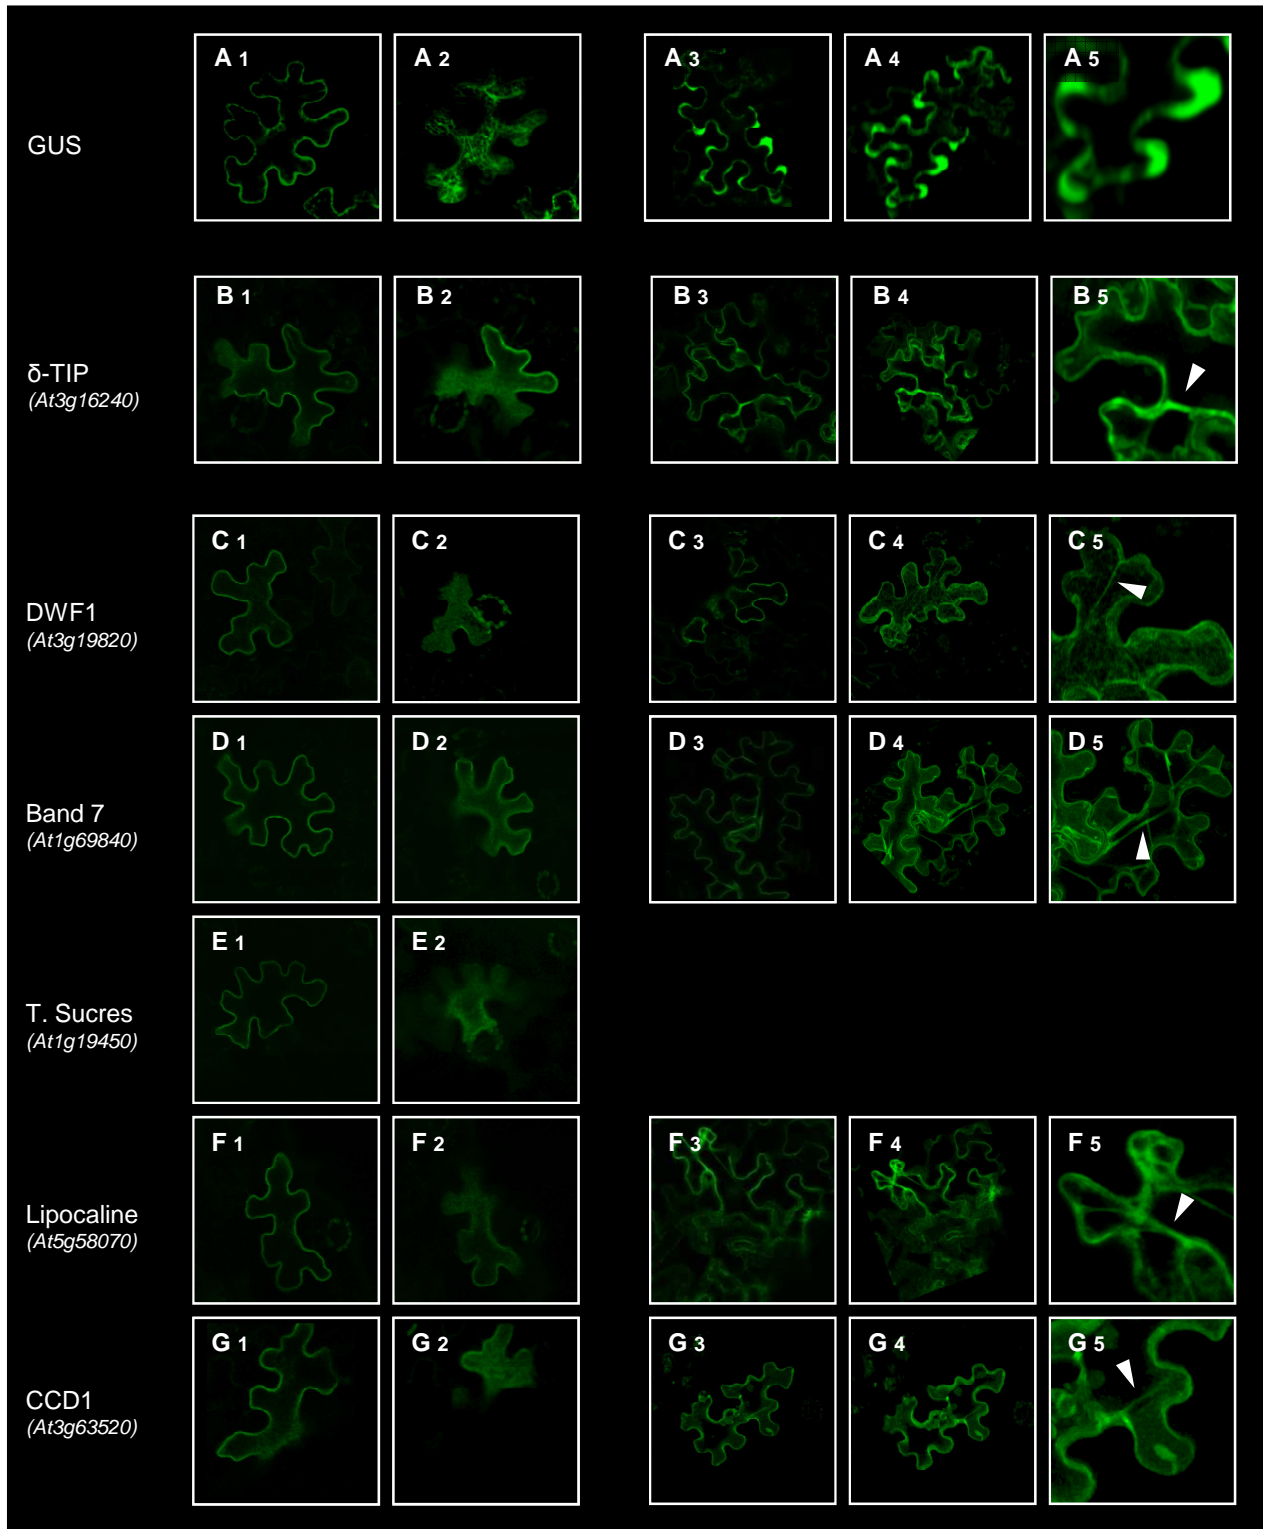 GUS
A 1
A 2
A 3
A 4
A 5
δ-TIP
(At3g16240)
B 1
B 2
B 3
B 4
B 5
DWF1
(At3g19820)
C 1
C 2
C 3
C 4
C 5
Band 7
(At1g69840)
D 1
D 2
D 3
D 4
D 5
T. Sucres
(At1g19450)
E 1
E 2
Lipocaline
(At5g58070)
F 1
F 2
F 3
F 4
F 5
CCD1
(At3g63520)
G 1
G 2
G 3
G 4
G 5